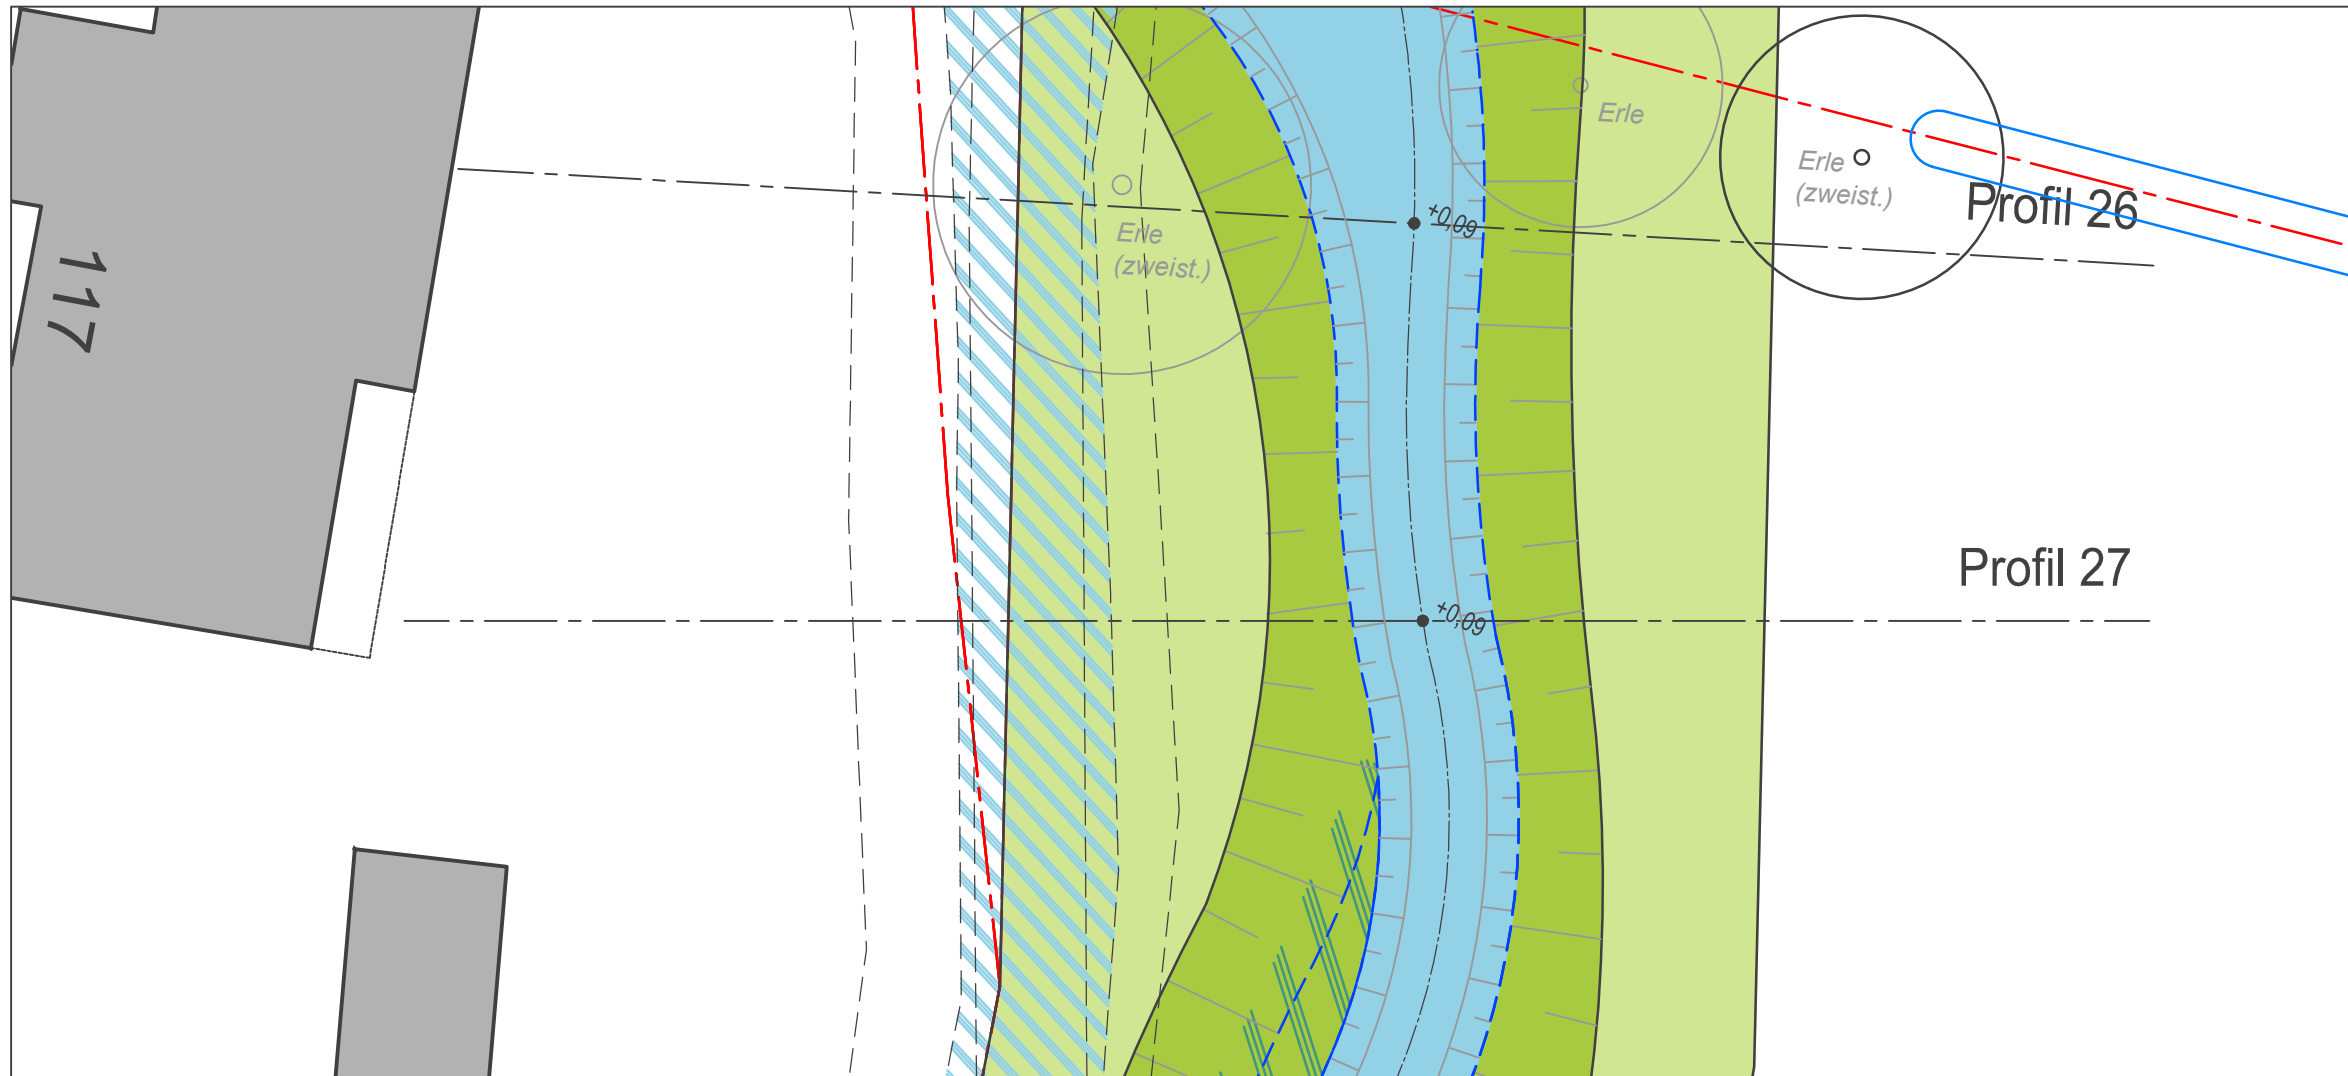 Erle
Erle
(zweist.)
Profil 26
+0,09
Erle
(zweist.)
117
Profil 27
+0,09